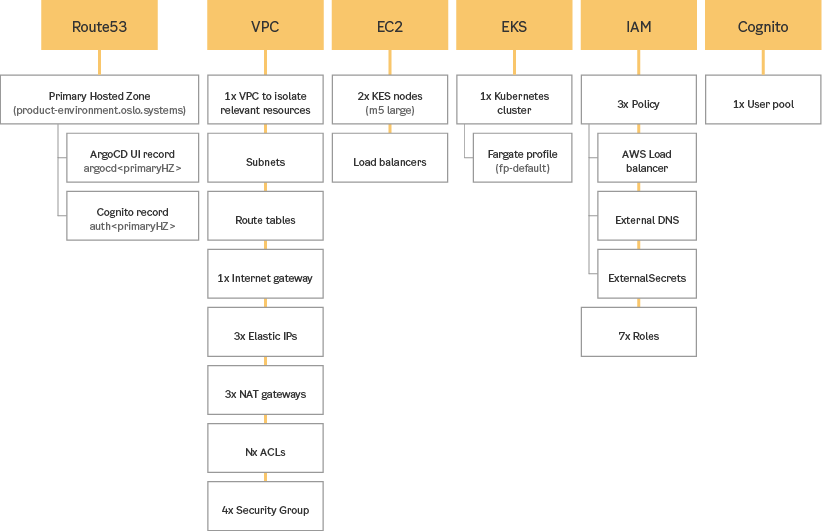 Route53
Primary Hosted Zone
(product-environment.oslo.systems)
ArgoCD UI record
argocd<primaryHZ>
Cognito record
auth<primaryHZ>
VPC
1x VPC to isolate
relevant resources
Subnets
Route tables
1x Internet gateway
3x Elastic IPs
3x NAT gateways
Nx ACLs
4x Security Group
EC2
2x KES nodes
(m5 large)
Load balancers
EKS
1x Kubernetes
cluster
Fargate profile
(fp-default)
IAM
3x Policy
AWS Load
balancer
External DNS
ExternalSecrets
7x Roles
Cognito
1x User pool